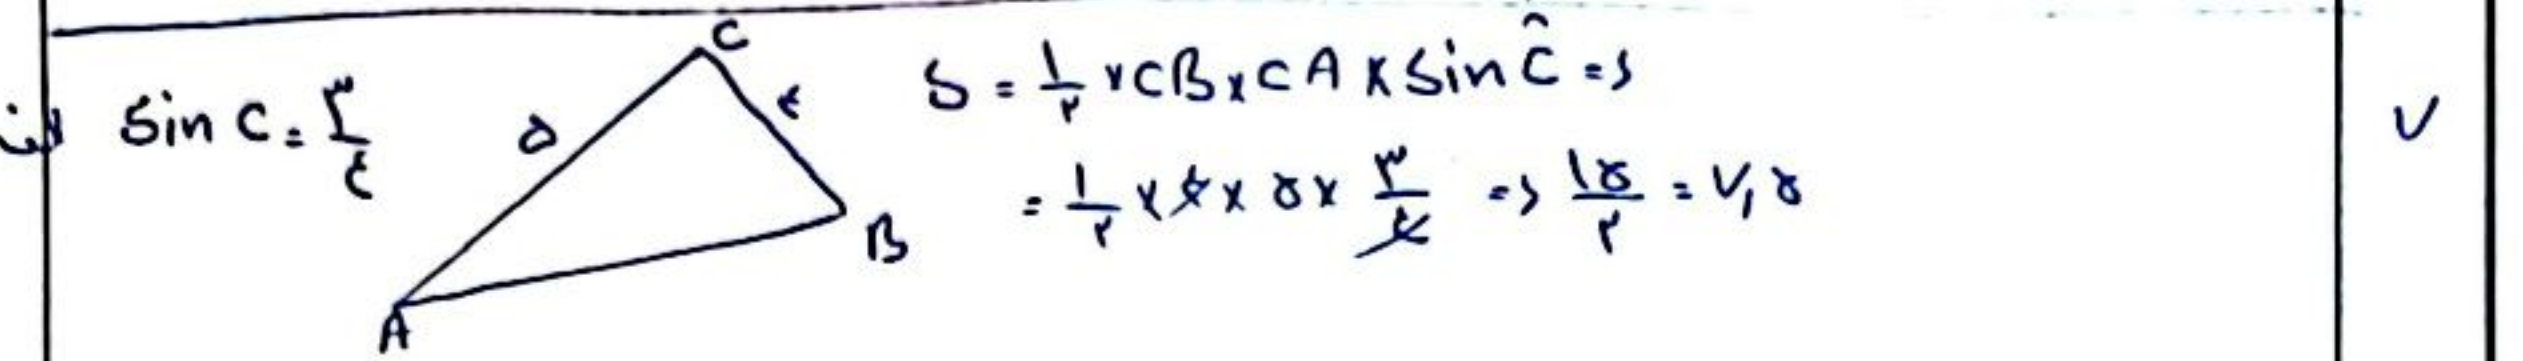 الف) sin C = ۳/۴
C
۵
۴
A
B
S = ۱/۲ × CB × CA × Sin Ĉ =>
= ۱/۲ × ۴ × ۵ × ۳/۴ => ۱۵/۲ = ۷,۵
۷